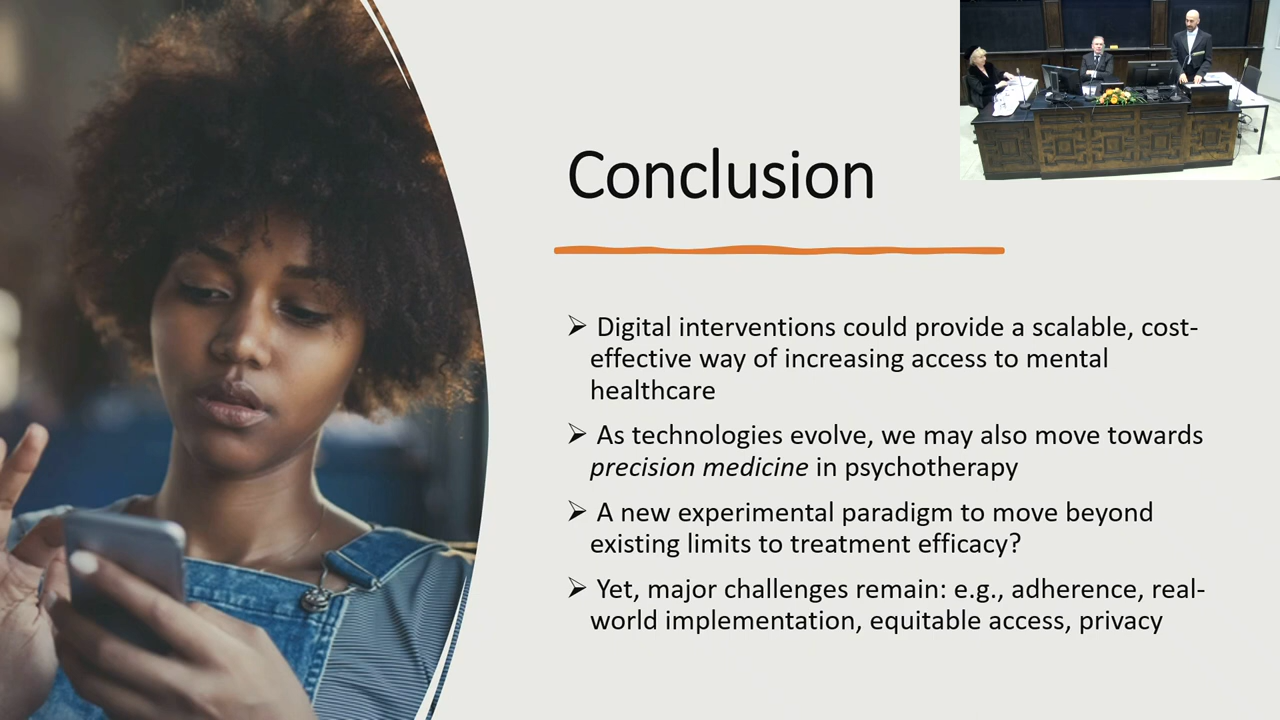 Conclusion
➢ Digital interventions could provide a scalable, cost-
effective way of increasing access to mental
healthcare
➢ As technologies evolve, we may also move towards
precision medicine in psychotherapy
➢ A new experimental paradigm to move beyond
existing limits to treatment efficacy?
➢ Yet, major challenges remain: e.g., adherence, real-
world implementation, equitable access, privacy